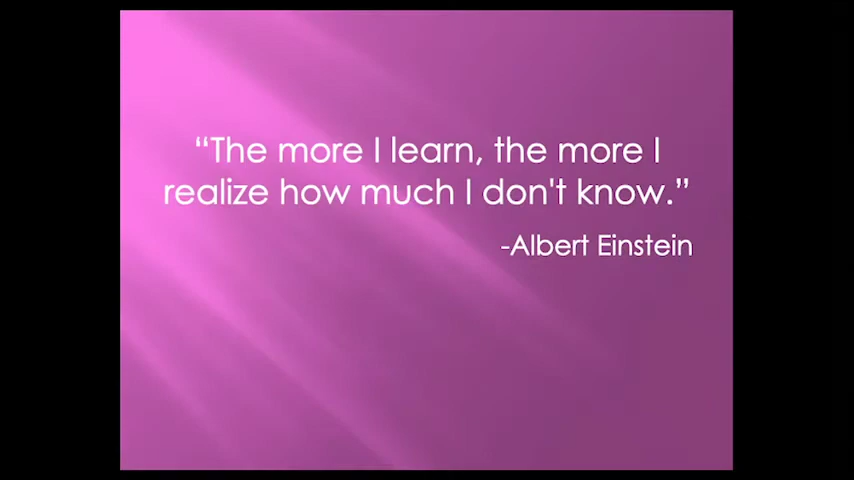 “The more I learn, the more I
realize how much I don't know.”
-Albert Einstein